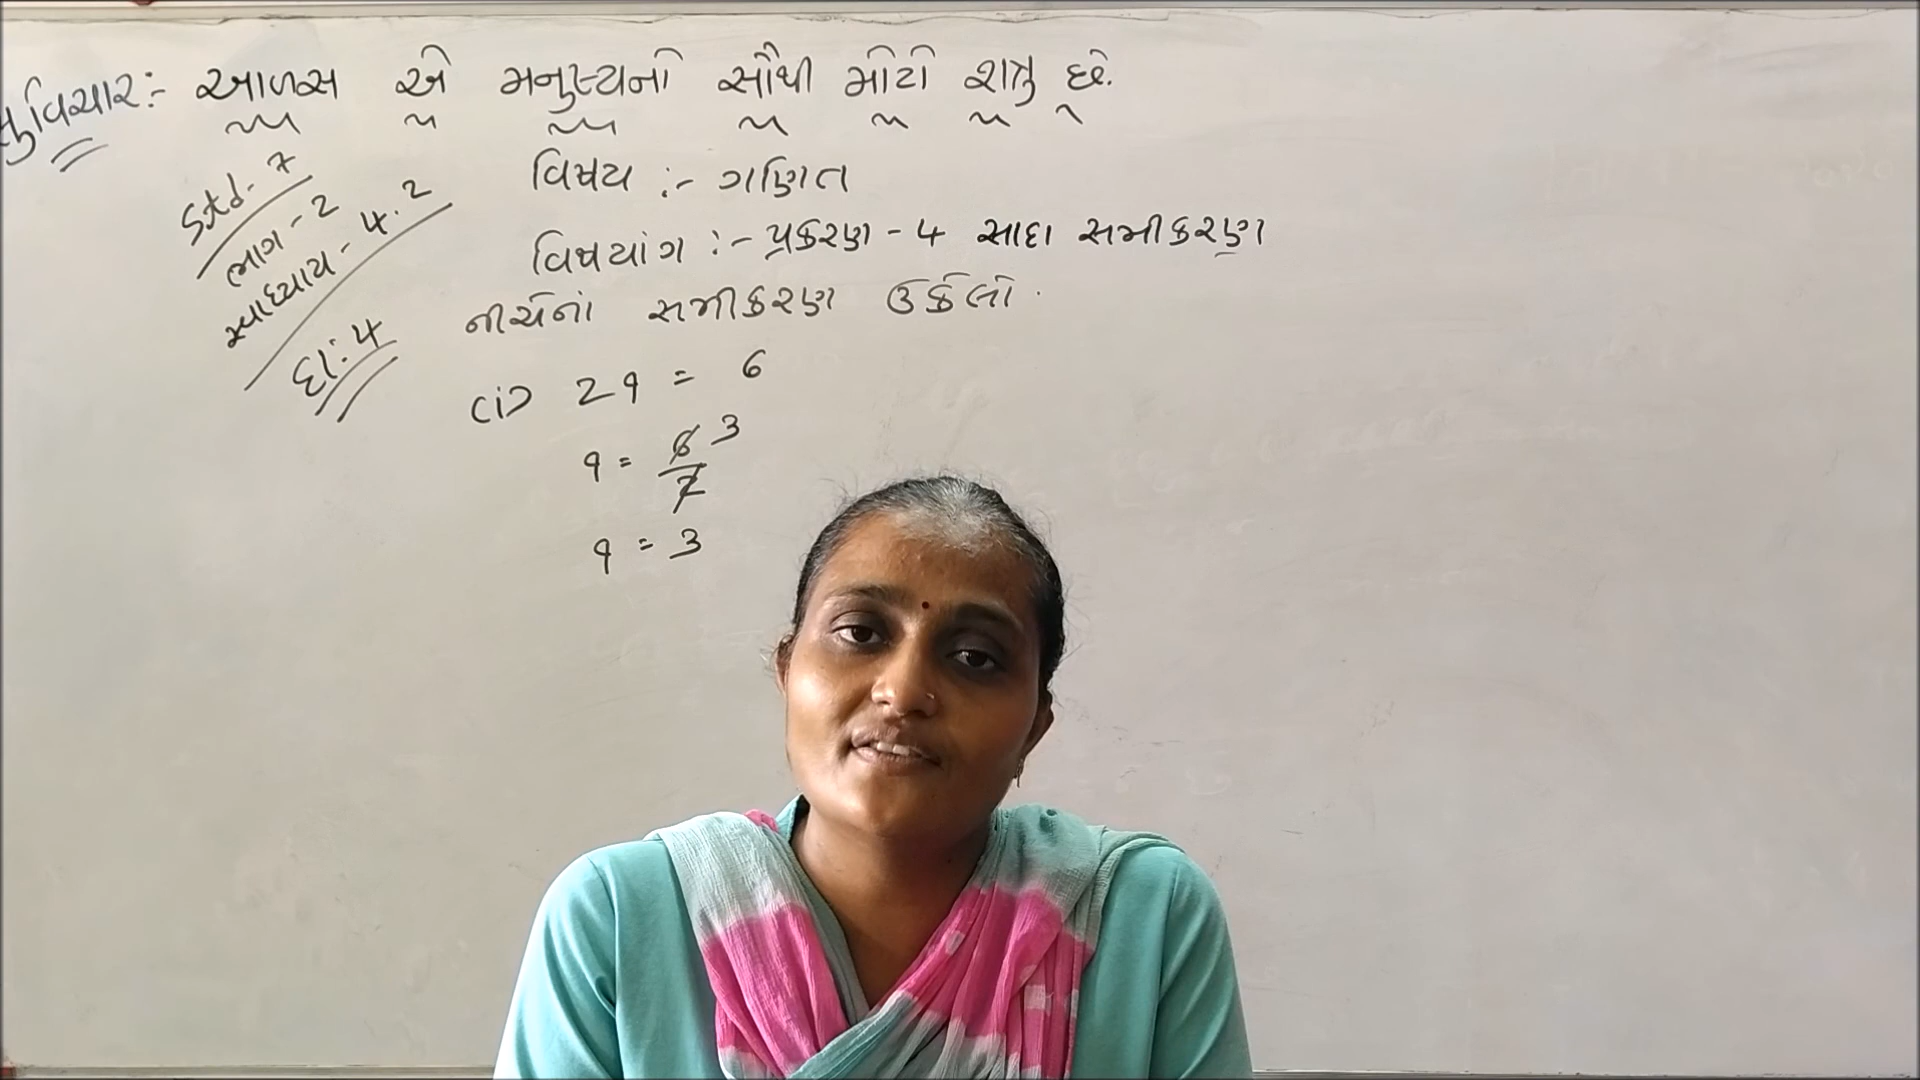 સુવિચાર:- આળસ એ મનુષ્યનો સૌથી મોટો શત્રુ છે.
Std- 7
ભાગ - 2
સ્વાધ્યાય - 4.2
દા: 4
વિષય :- ગણિત
વિષયાંગ :- પ્રકરણ - 4 સાદા સમીકરણ
નીચેનાં સમીકરણ ઉકેલો.
(i) 2q = 6
q = 6/2 3
q = 3